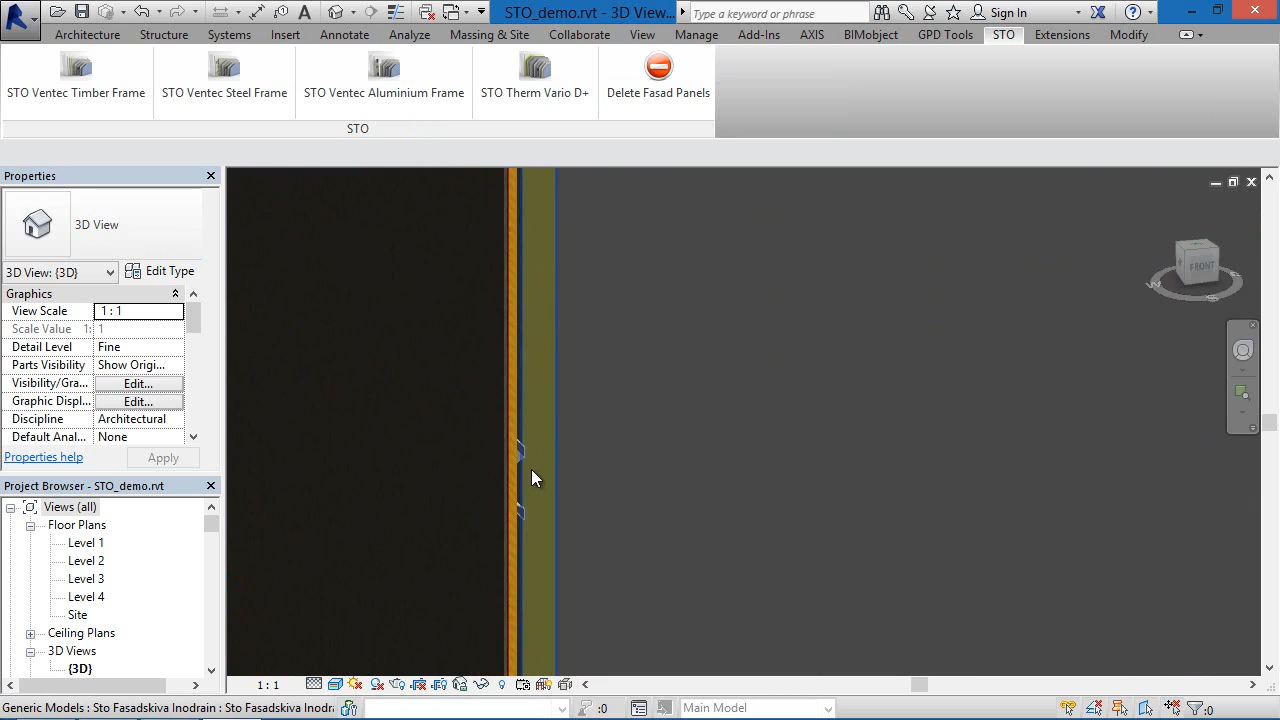 STO_demo.rvt - 3D View...
Type a keyword or phrase
Sign In
Architecture
Structure
Systems
Insert
Annotate
Analyze
Massing & Site
Collaborate
View
Manage
Add-Ins
AXIS
BIMobject
GPD Tools
STO
Extensions
Modify
STO Ventec Timber Frame
STO Ventec Steel Frame
STO Ventec Aluminium Frame
STO Therm Vario D+
Delete Fasad Panels
STO
Properties
3D View
3D View: {3D}
Edit Type
Graphics
View Scale
1 : 1
Scale Value 1:
1
Detail Level
Fine
Parts Visibility
Show Origi...
Visibility/Gra...
Edit...
Graphic Displ...
Edit...
Discipline
Architectural
Default Anal...
None
Properties help
Apply
Project Browser - STO_demo.rvt
Views (all)
Floor Plans
Level 1
Level 2
Level 3
Level 4
Site
Ceiling Plans
3D Views
{3D}
FRONT
W
S
1 : 1
Generic Models : Sto Fasadskiva Inodrain : Sto Fasadskiva Inodra
:0
Main Model
:0